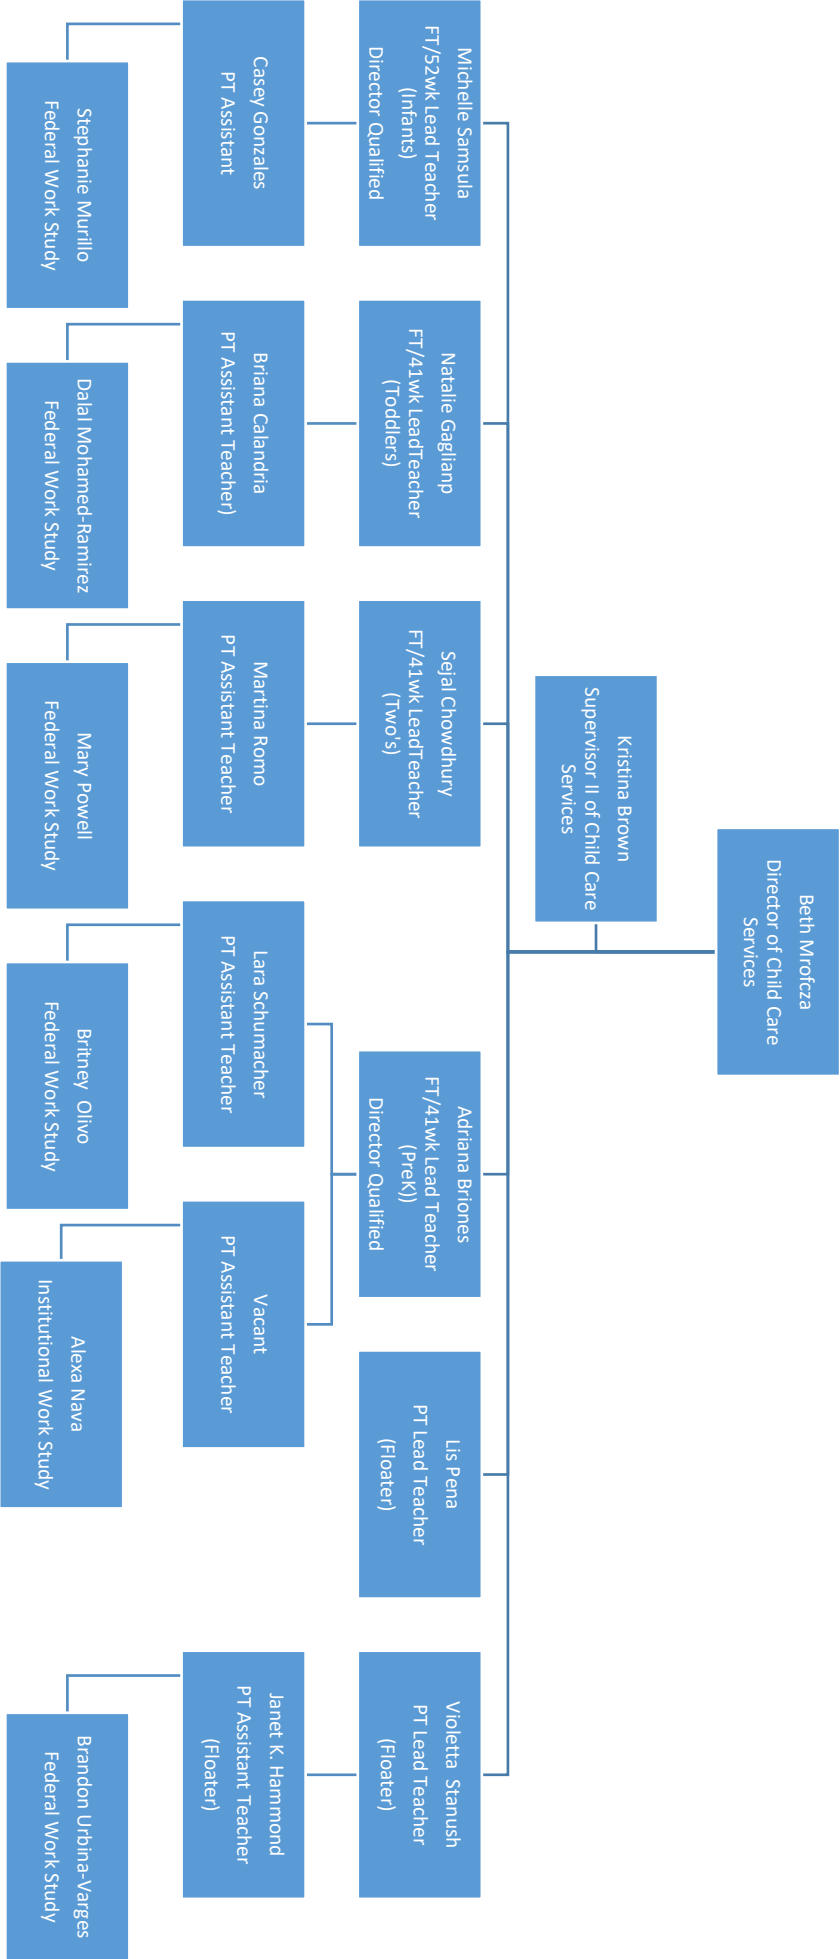 Beth Mrofcza
Director of Child Care
Services
Kristina Brown
Supervisor II of Child Care
Services
Michelle Samsula
FT/52wk Lead Teacher
(Infants)
Director Qualified
Natalie Gaglianp
FT/41wk LeadTeacher
(Toddlers)
Sejal Chowdhury
FT/41wk LeadTeacher
(Two's)
Adriana Briones
FT/41wk Lead Teacher
(PreK))
Director Qualified
Lis Pena
PT Lead Teacher
(Floater)
Violetta Stanush
PT Lead Teacher
(Floater)
Casey Gonzales
PT Assistant
Briana Calandria
PT Assistant Teacher)
Martina Romo
PT Assistant Teacher
Lara Schumacher
PT Assistant Teacher
Vacant
PT Assistant Teacher
Janet K. Hammond
PT Assistant Teacher
(Floater)
Stephanie Murillo
Federal Work Study
Dalal Mohamed-Ramirez
Federal Work Study
Mary Powell
Federal Work Study
Britney Olivo
Federal Work Study
Alexa Nava
Institutional Work Study
Brandon Urbina-Varges
Federal Work Study